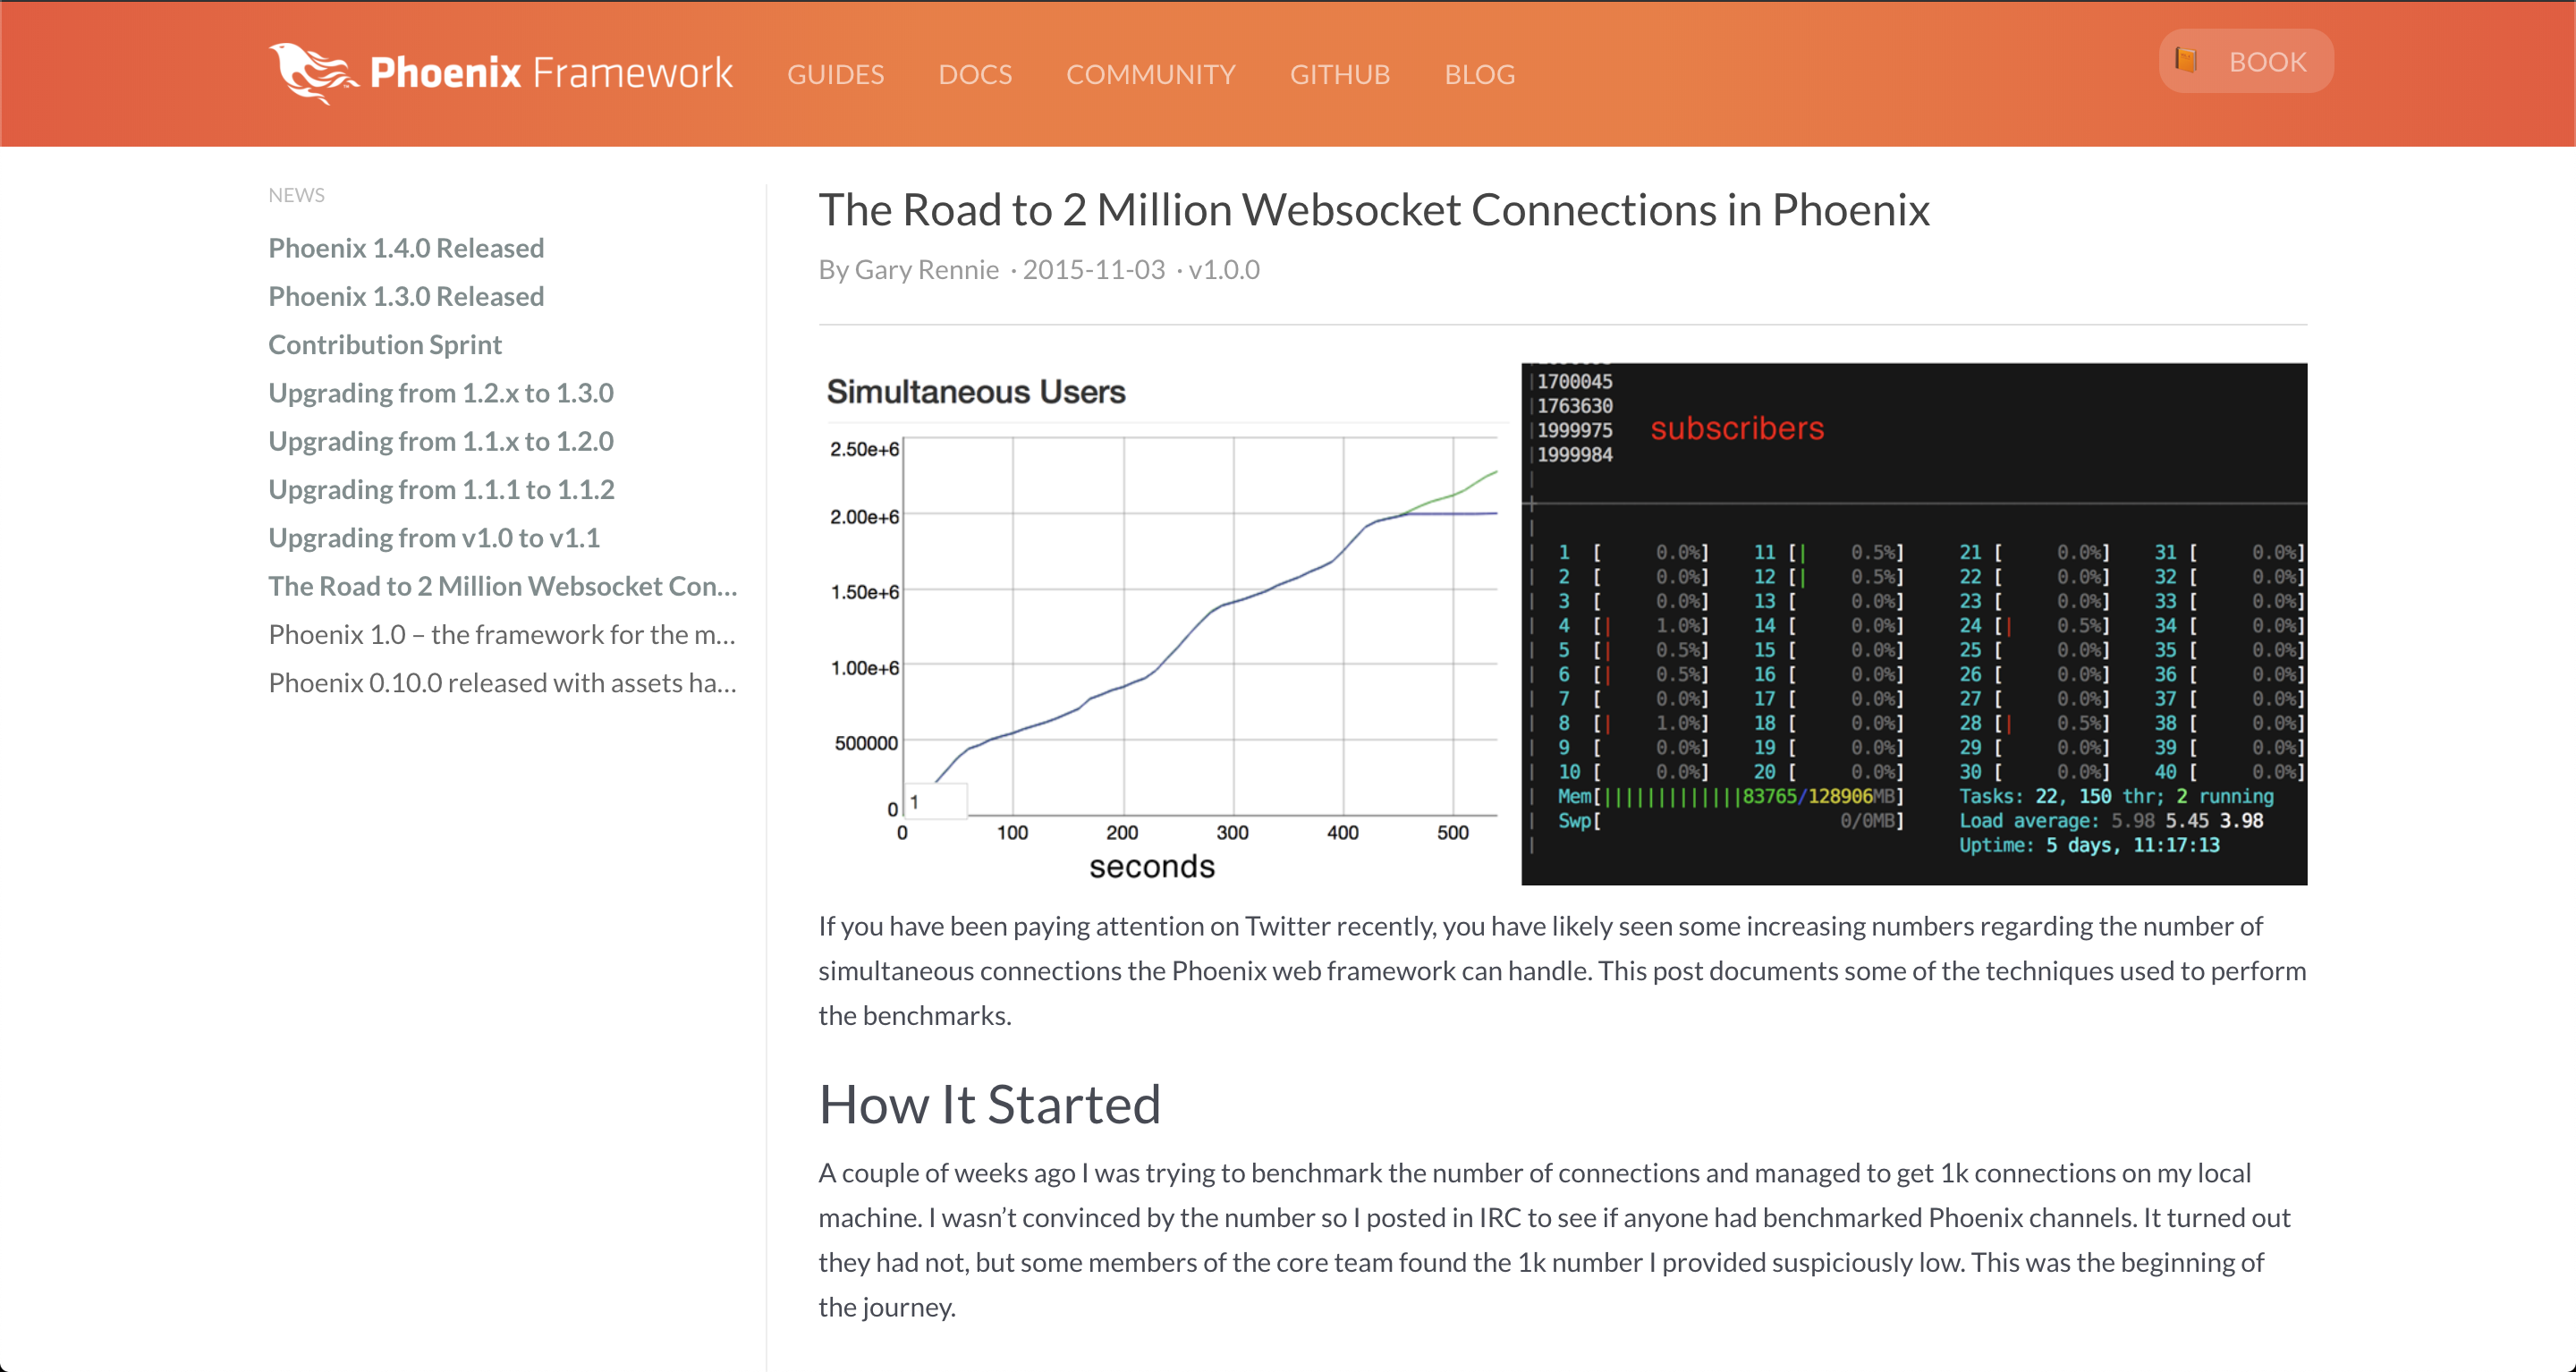 Phoenix Framework
GUIDES
DOCS
COMMUNITY
GITHUB
BLOG
BOOK
NEWS
Phoenix 1.4.0 Released
Phoenix 1.3.0 Released
Contribution Sprint
Upgrading from 1.2.x to 1.3.0
Upgrading from 1.1.x to 1.2.0
Upgrading from 1.1.1 to 1.1.2
Upgrading from v1.0 to v1.1
The Road to 2 Million Websocket Con...
Phoenix 1.0 – the framework for the m...
Phoenix 0.10.0 released with assets ha...
The Road to 2 Million Websocket Connections in Phoenix
By Gary Rennie · 2015-11-03 · v1.0.0
Simultaneous Users
2.50e+6
2.00e+6
1.50e+6
1.00e+6
500000
0
1
0 100 200 300 400 500
seconds
1700045
1763630
1999975
1999984
subscribers
1 [ 0.0%] 11 [| 0.5%] 21 [ 0.0%] 31 [ 0.0%]
2 [ 0.0%] 12 [| 0.5%] 22 [ 0.0%] 32 [ 0.0%]
3 [ 0.0%] 13 [ 0.0%] 23 [ 0.0%] 33 [ 0.0%]
4 [| 1.0%] 14 [ 0.0%] 24 [| 0.5%] 34 [ 0.0%]
5 [| 0.5%] 15 [ 0.0%] 25 [ 0.0%] 35 [ 0.0%]
6 [| 0.5%] 16 [ 0.0%] 26 [ 0.0%] 36 [ 0.0%]
7 [ 0.0%] 17 [ 0.0%] 27 [ 0.0%] 37 [ 0.0%]
8 [| 1.0%] 18 [ 0.0%] 28 [| 0.5%] 38 [ 0.0%]
9 [ 0.0%] 19 [ 0.0%] 29 [ 0.0%] 39 [ 0.0%]
10 [ 0.0%] 20 [ 0.0%] 30 [ 0.0%] 40 [ 0.0%]
Mem[|||||||||||||83765/128906MB] Tasks: 22, 150 thr; 2 running
Swp[ 0/0MB] Load average: 5.98 5.45 3.98
Uptime: 5 days, 11:17:13
If you have been paying attention on Twitter recently, you have likely seen some increasing numbers regarding the number of
simultaneous connections the Phoenix web framework can handle. This post documents some of the techniques used to perform
the benchmarks.
How It Started
A couple of weeks ago I was trying to benchmark the number of connections and managed to get 1k connections on my local
machine. I wasn’t convinced by the number so I posted in IRC to see if anyone had benchmarked Phoenix channels. It turned out
they had not, but some members of the core team found the 1k number I provided suspiciously low. This was the beginning of
the journey.